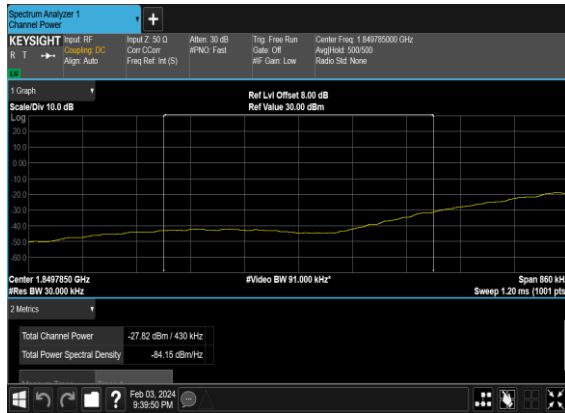 Spectrum Analyzer 1
Channel Power
+
KEYSIGHT Input: RF Input Z: 50 Ω Atten: 30 dB Trig: Free Run Center Freq: 1.849785000 GHz
R T Coupling: DC Corr CCorr #PNO: Fast Gate: Off Avg|Hold: 500/500
Align: Auto Freq Ref: Int (S) #IF Gain: Low Radio Std: None
1 Graph
Ref Lvl Offset 8.00 dB
Scale/Div 10.0 dB Ref Value 30.00 dBm
Log
20.0
10.0
0.00
-10.0
-20.0
-30.0
-40.0
-50.0
-60.0
Center 1.8497850 GHz #Video BW 91.000 kHz* Span 860 kH
#Res BW 30.000 kHz Sweep 1.20 ms (1001 pts
2 Metrics
Total Channel Power -27.82 dBm / 430 kHz
Total Power Spectral Density -84.15 dBm/Hz
?
Feb 03, 2024
9:39:50 PM